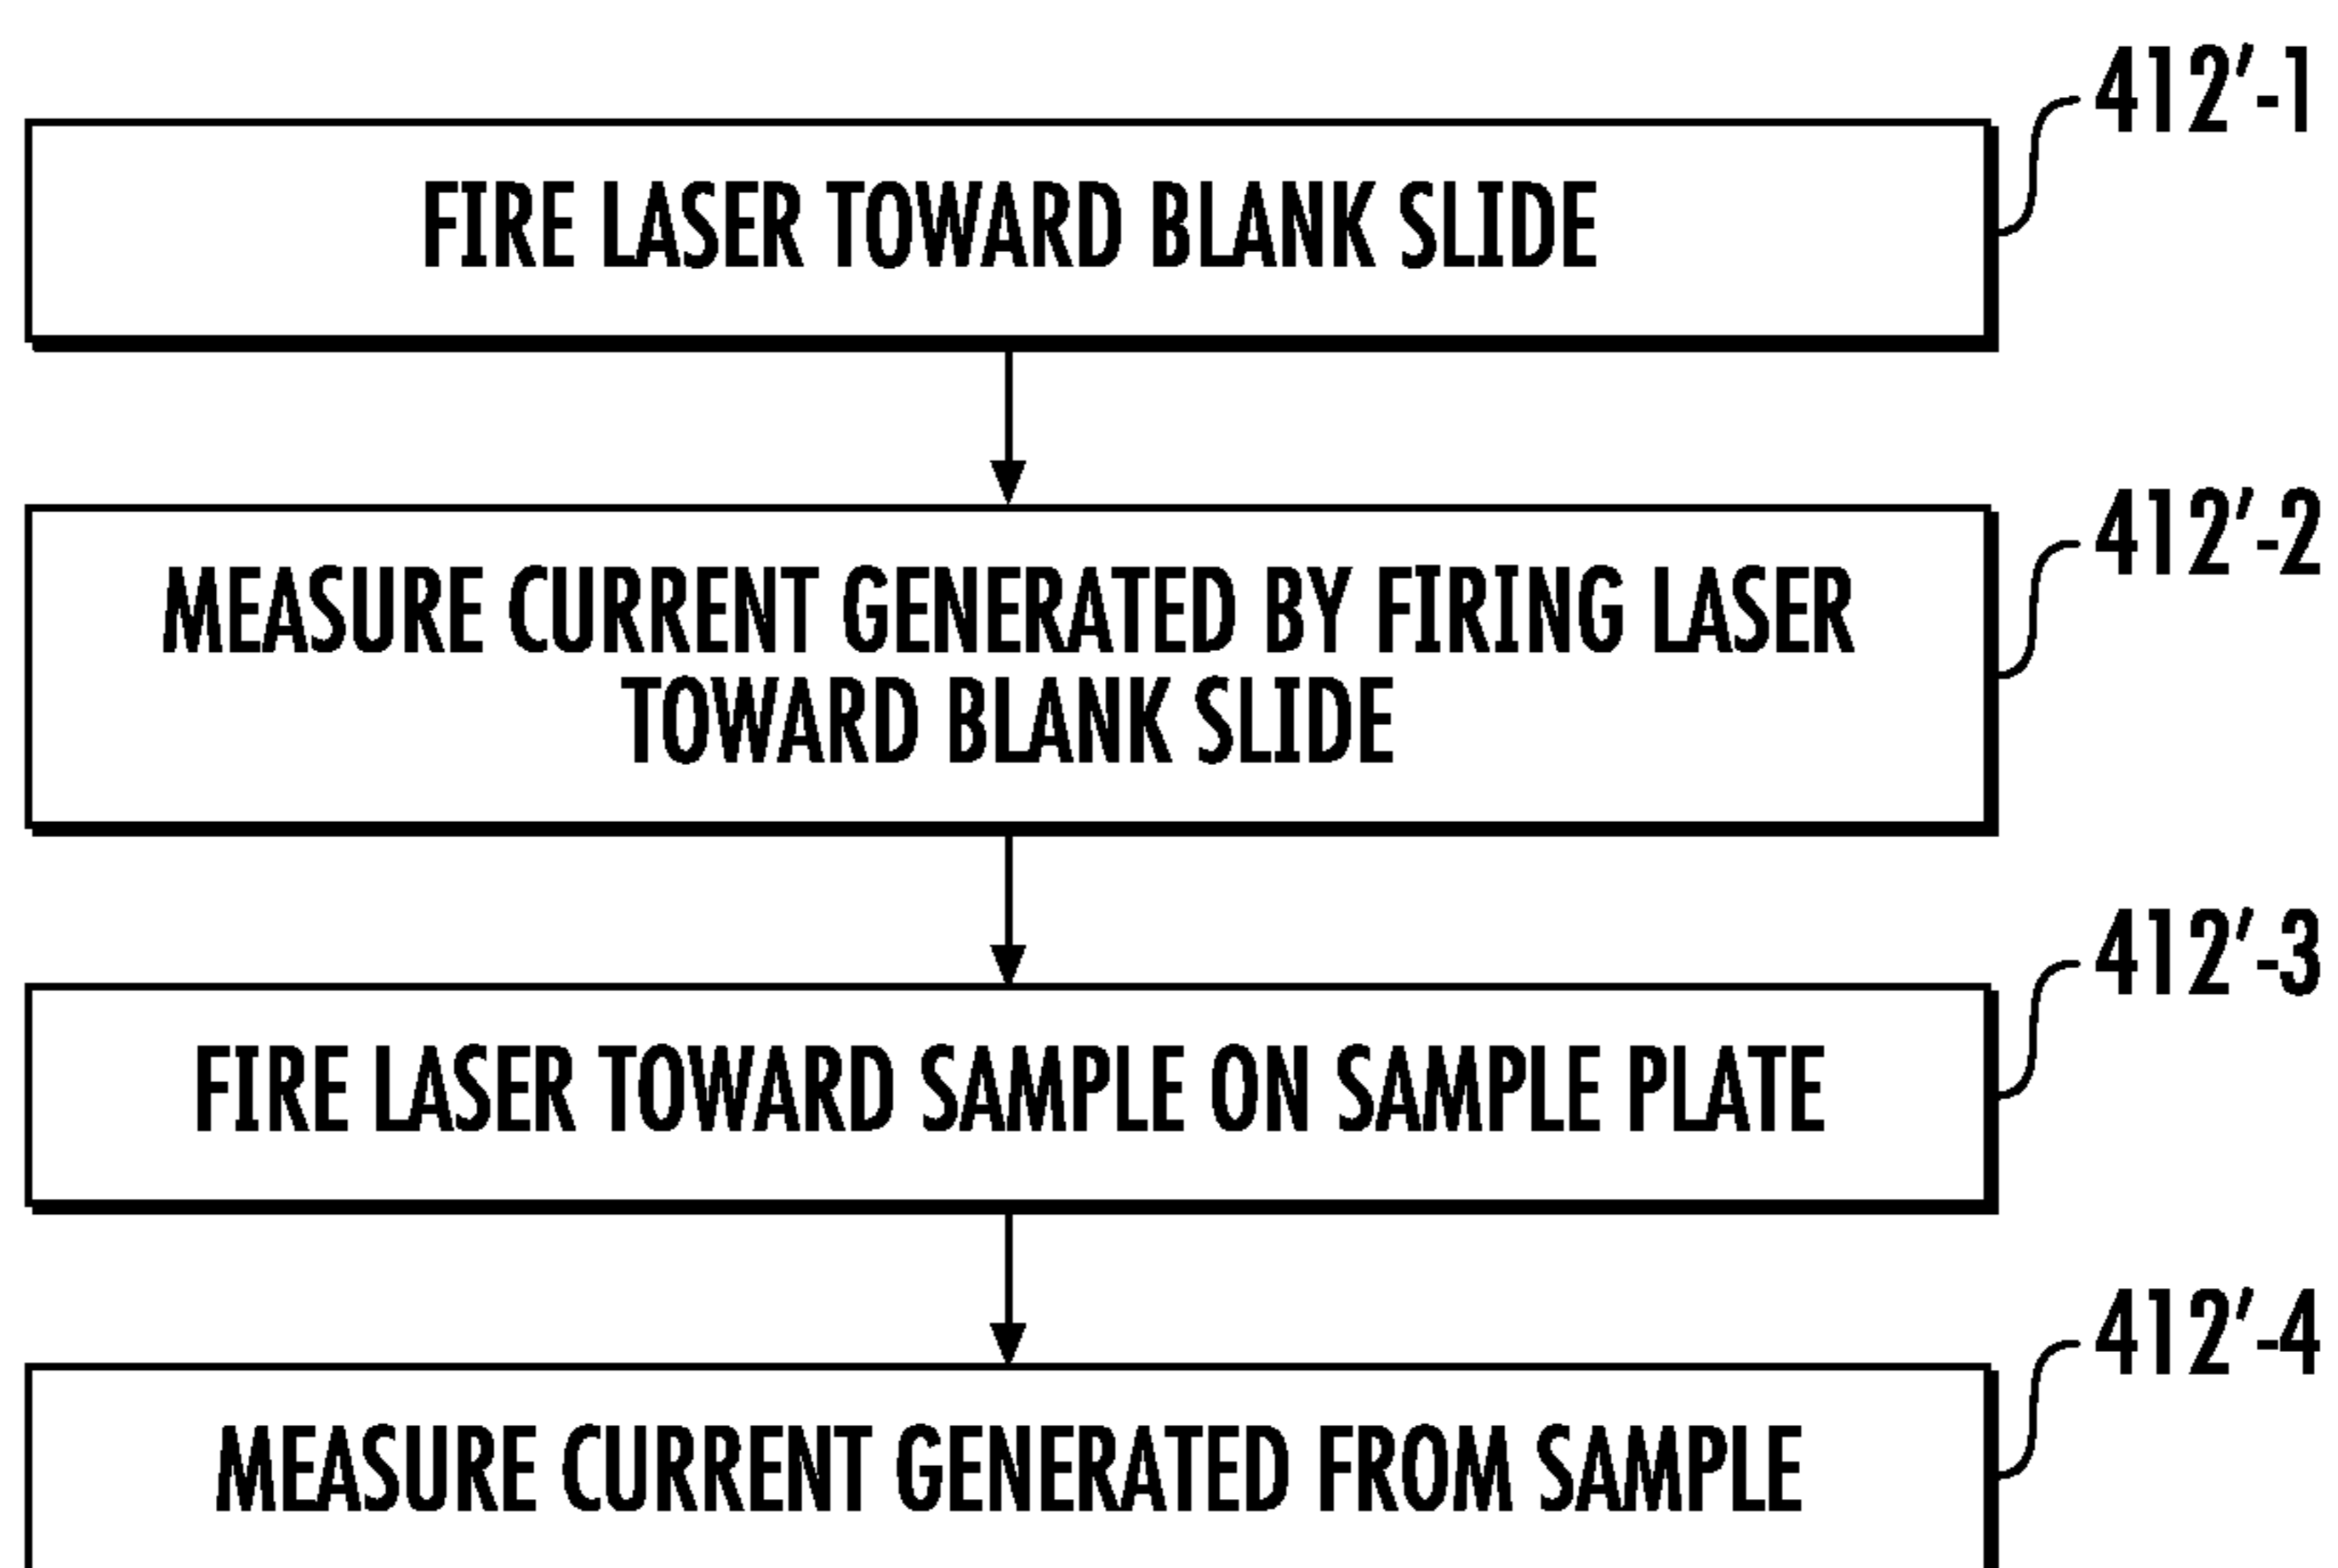 412'-1
FIRE LASER TOWARD BLANK SLIDE
412'-2
MEASURE CURRENT GENERATED BY FIRING LASER
TOWARD BLANK SLIDE
412'-3
FIRE LASER TOWARD SAMPLE ON SAMPLE PLATE
412'-4
MEASURE CURRENT GENERATED FROM SAMPLE